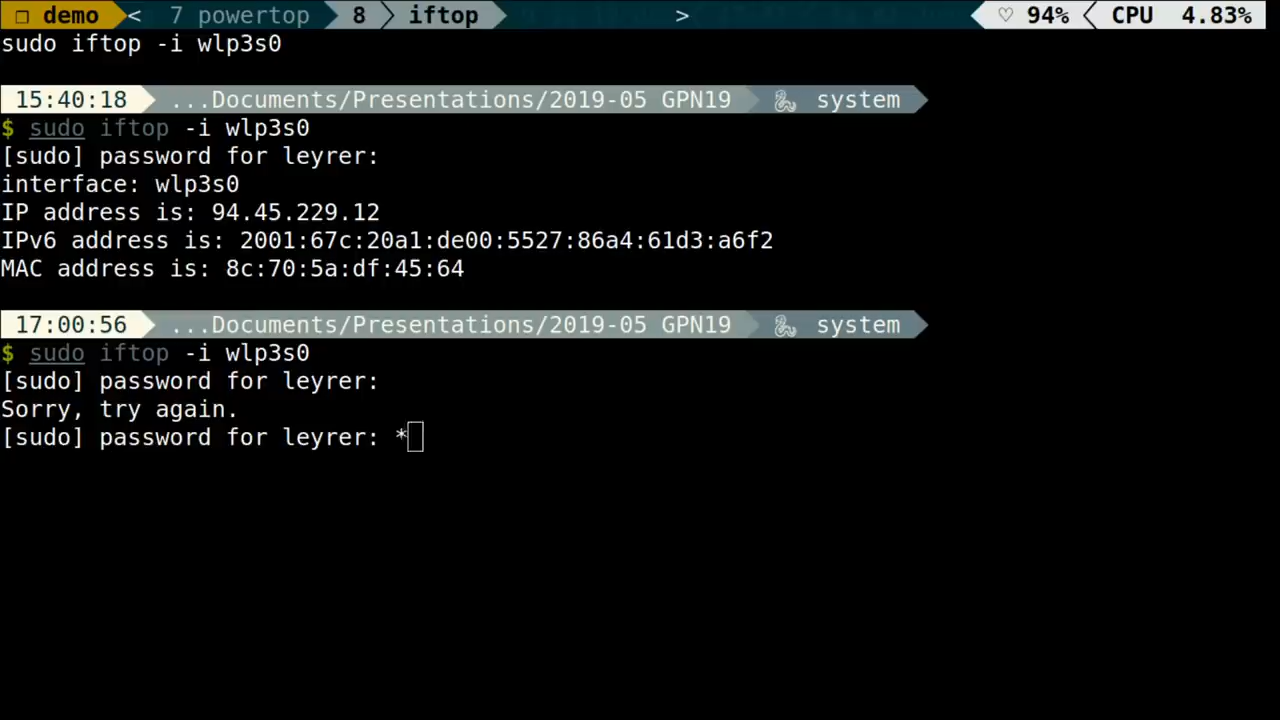 ❐ demo < 7 powertop 8 iftop > ♡ 94% CPU 4.83%
sudo iftop -i wlp3s0
15:40:18 ...Documents/Presentations/2019-05 GPN19 system
$ sudo iftop -i wlp3s0
[sudo] password for leyrer:
interface: wlp3s0
IP address is: 94.45.229.12
IPv6 address is: 2001:67c:20a1:de00:5527:86a4:61d3:a6f2
MAC address is: 8c:70:5a:df:45:64
17:00:56 ...Documents/Presentations/2019-05 GPN19 system
$ sudo iftop -i wlp3s0
[sudo] password for leyrer:
Sorry, try again.
[sudo] password for leyrer: *